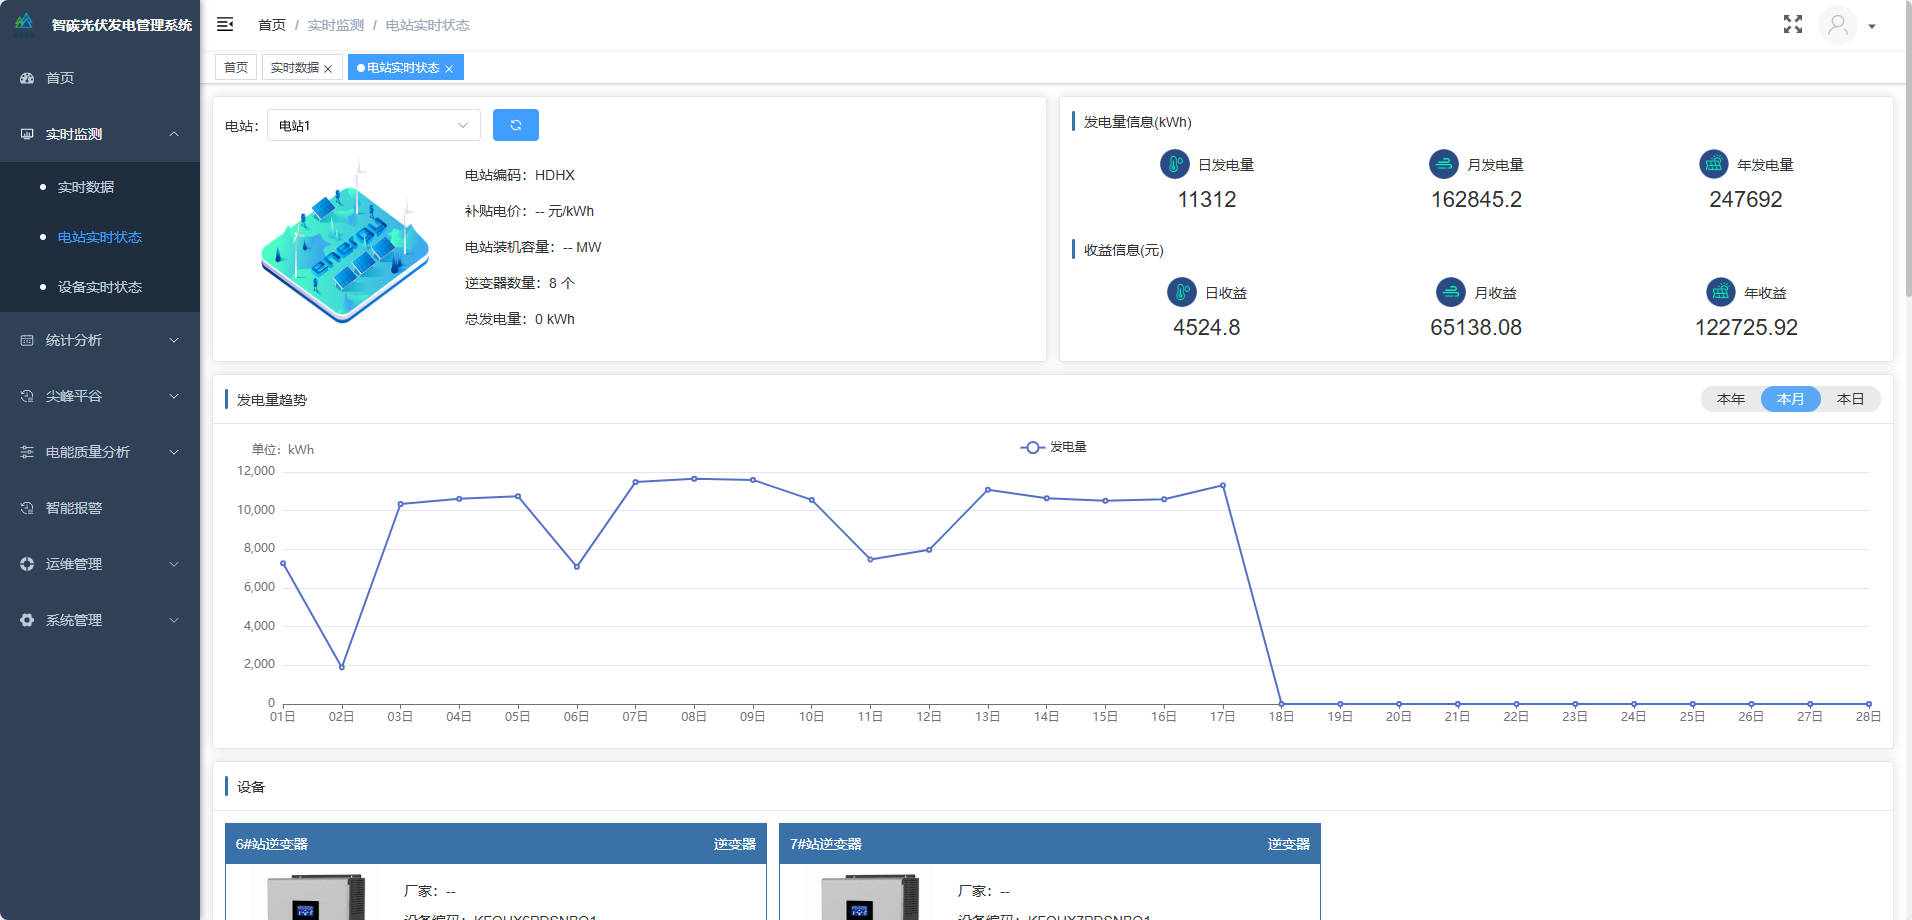 智碳光伏发电管理系统
首页 / 实时监测 / 电站实时状态
首页
实时数据 ×
电站实时状态 ×
首页
实时监测
实时数据
电站实时状态
设备实时状态
统计分析
尖峰平谷
电能质量分析
智能报警
运维管理
系统管理
电站：
电站1
energy
电站编码：HDHX
补贴电价：-- 元/kWh
电站装机容量：-- MW
逆变器数量：8 个
总发电量：0 kWh
发电量信息(kWh)
日发电量 月发电量 年发电量
11312 162845.2 247692
收益信息(元)
日收益 月收益 年收益
4524.8 65138.08 122725.92
发电量趋势
本年 本月 本日
单位：kWh
发电量
12,000
10,000
8,000
6,000
4,000
2,000
0
01日 02日 03日 04日 05日 06日 07日 08日 09日 10日 11日 12日 13日 14日 15日 16日 17日 18日 19日 20日 21日 22日 23日 24日 25日 26日 27日 28日
设备
6#站逆变器 逆变器
厂家：--
7#站逆变器 逆变器
厂家：--